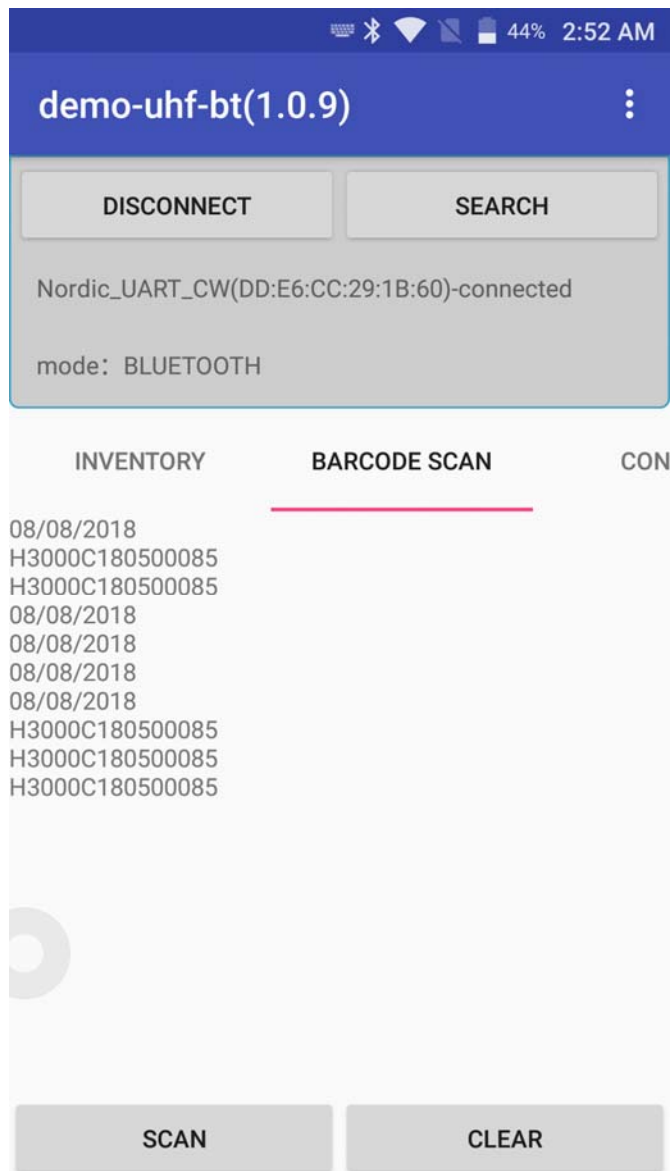 44% 2:52 AM
demo-uhf-bt(1.0.9)
DISCONNECT SEARCH
Nordic_UART_CW(DD:E6:CC:29:1B:60)-connected
mode：BLUETOOTH
INVENTORY BARCODE SCAN CON
08/08/2018
H3000C180500085
H3000C180500085
08/08/2018
08/08/2018
08/08/2018
08/08/2018
H3000C180500085
H3000C180500085
H3000C180500085
SCAN CLEAR